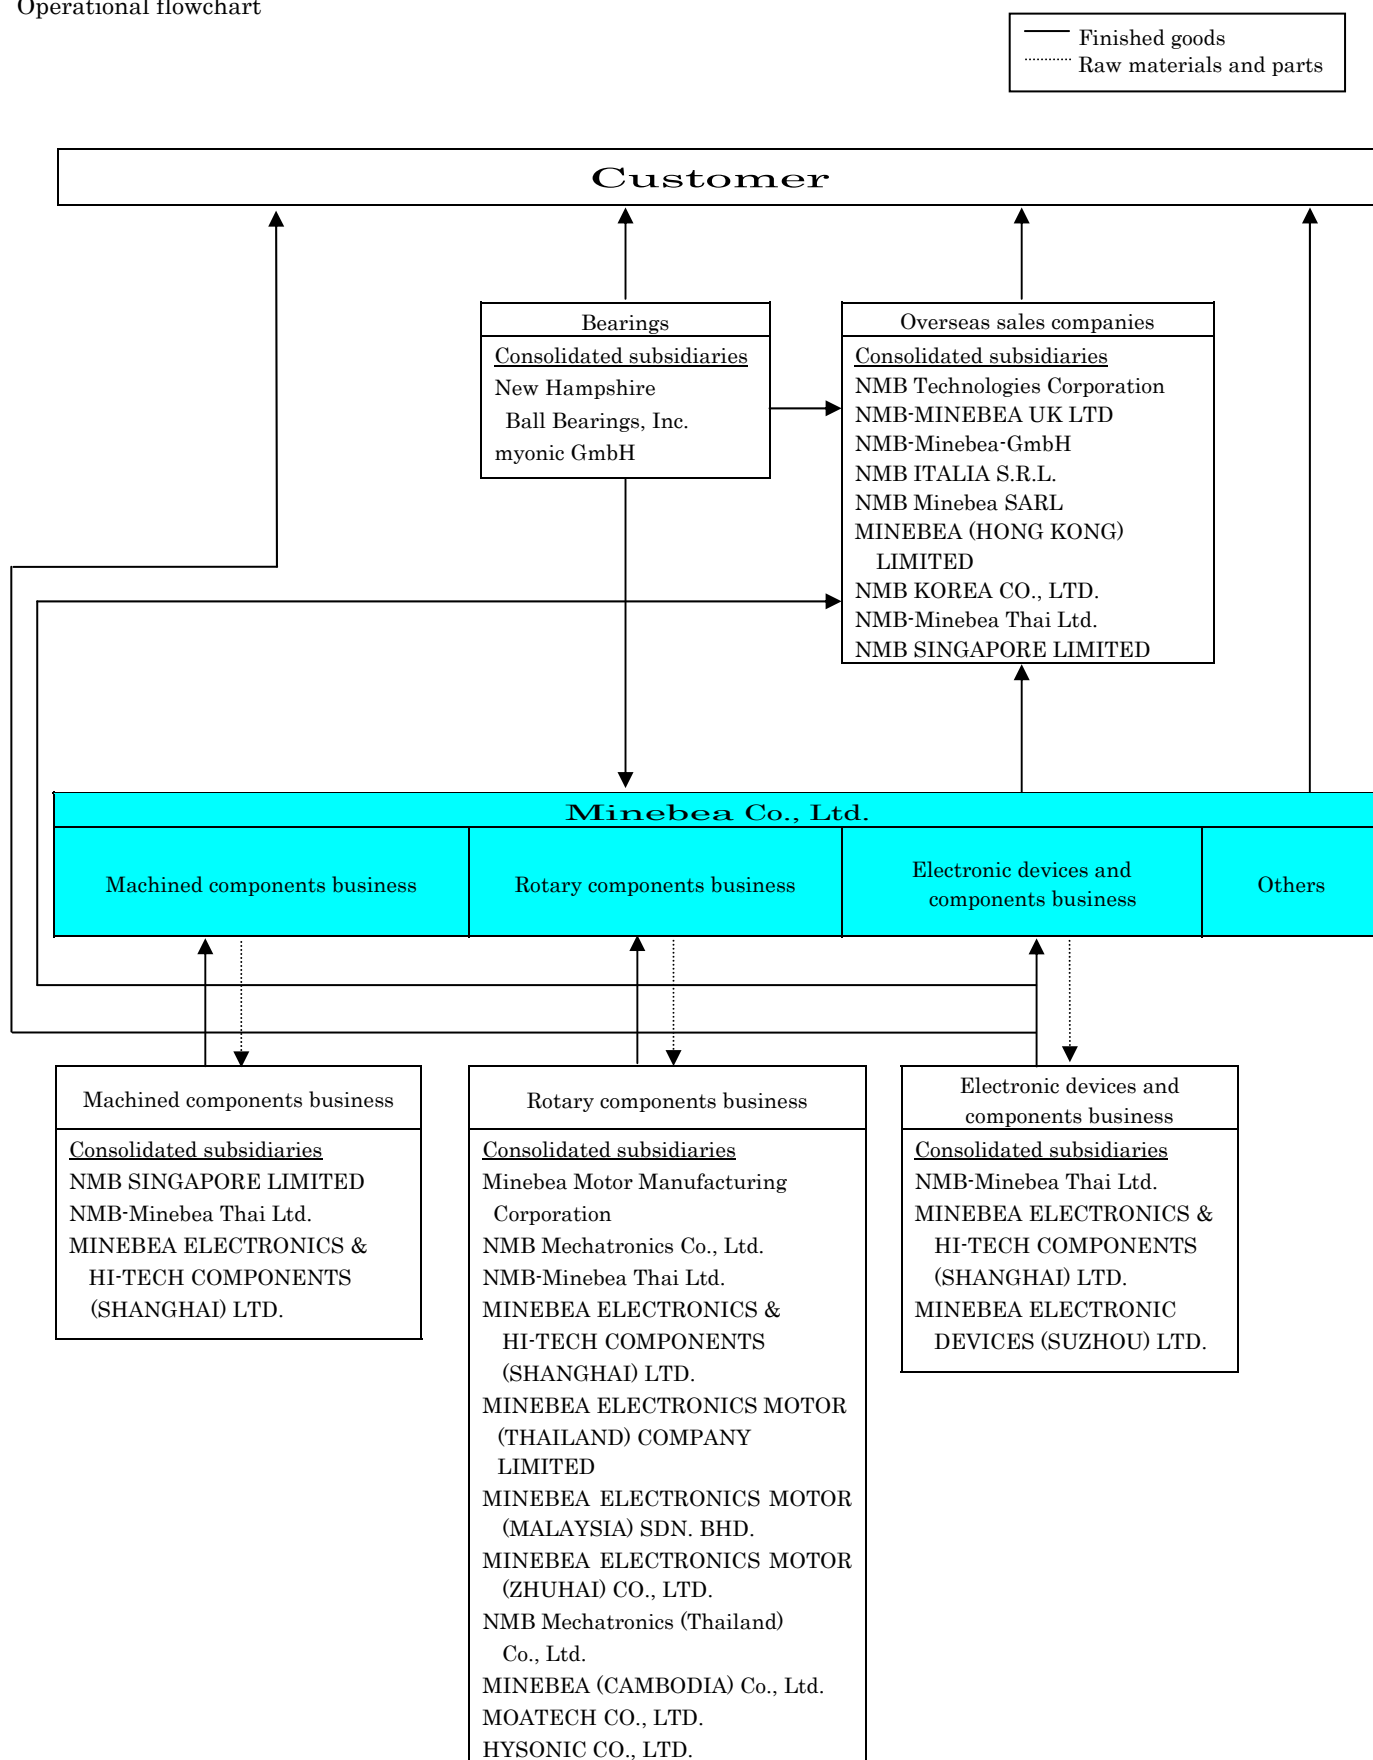 Operational flowchart
Finished goods
Raw materials and parts
Customer
Bearings
Consolidated subsidiaries
New Hampshire
Ball Bearings, Inc.
myonic GmbH
Overseas sales companies
Consolidated subsidiaries
NMB Technologies Corporation
NMB-MINEBEA UK LTD
NMB-Minebea-GmbH
NMB ITALIA S.R.L.
NMB Minebea SARL
MINEBEA (HONG KONG)
LIMITED
NMB KOREA CO., LTD.
NMB-Minebea Thai Ltd.
NMB SINGAPORE LIMITED
Minebea Co., Ltd.
Machined components business
Rotary components business
Electronic devices and
components business
Others
Machined components business
Consolidated subsidiaries
NMB SINGAPORE LIMITED
NMB-Minebea Thai Ltd.
MINEBEA ELECTRONICS &
HI-TECH COMPONENTS
(SHANGHAI) LTD.
Rotary components business
Consolidated subsidiaries
Minebea Motor Manufacturing
Corporation
NMB Mechatronics Co., Ltd.
NMB-Minebea Thai Ltd.
MINEBEA ELECTRONICS &
HI-TECH COMPONENTS
(SHANGHAI) LTD.
MINEBEA ELECTRONICS MOTOR
(THAILAND) COMPANY
LIMITED
MINEBEA ELECTRONICS MOTOR
(MALAYSIA) SDN. BHD.
MINEBEA ELECTRONICS MOTOR
(ZHUHAI) CO., LTD.
NMB Mechatronics (Thailand)
Co., Ltd.
MINEBEA (CAMBODIA) Co., Ltd.
MOATECH CO., LTD.
HYSONIC CO., LTD.
Electronic devices and
components business
Consolidated subsidiaries
NMB-Minebea Thai Ltd.
MINEBEA ELECTRONICS &
HI-TECH COMPONENTS
(SHANGHAI) LTD.
MINEBEA ELECTRONIC
DEVICES (SUZHOU) LTD.